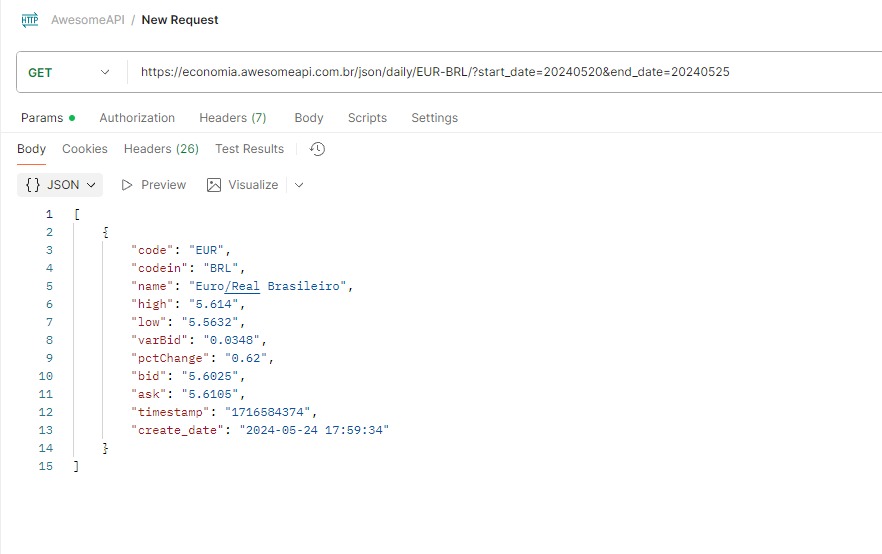 HTTP AwesomeAPI / New Request
GET https://economia.awesomeapi.com.br/json/daily/EUR-BRL/?start_date=20240520&end_date=20240525
Params Authorization Headers (7) Body Scripts Settings
Body Cookies Headers (26) Test Results
{} JSON Preview Visualize
1 [
2 {
3 "code": "EUR",
4 "codein": "BRL",
5 "name": "Euro/Real Brasileiro",
6 "high": "5.614",
7 "low": "5.5632",
8 "varBid": "0.0348",
9 "pctChange": "0.62",
10 "bid": "5.6025",
11 "ask": "5.6105",
12 "timestamp": "1716584374",
13 "create_date": "2024-05-24 17:59:34"
14 }
15 ]